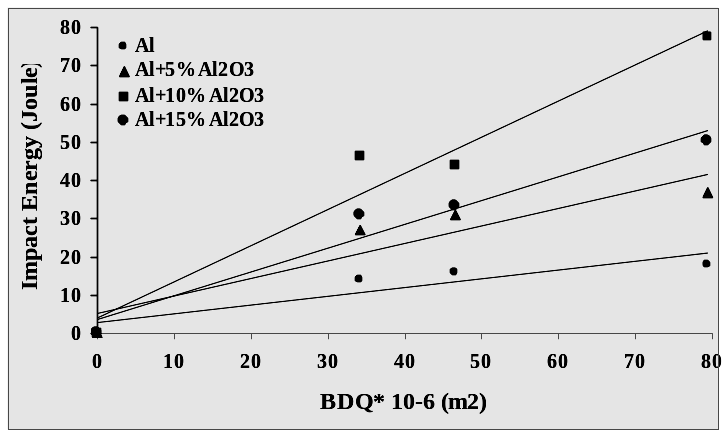 80
70
60
50
40
30
20
10
0
Impact Energy (Joule)
Al
Al+5% Al2O3
Al+10% Al2O3
Al+15% Al2O3
0 10 20 30 40 50 60 70 80
BDQ* 10-6 (m2)